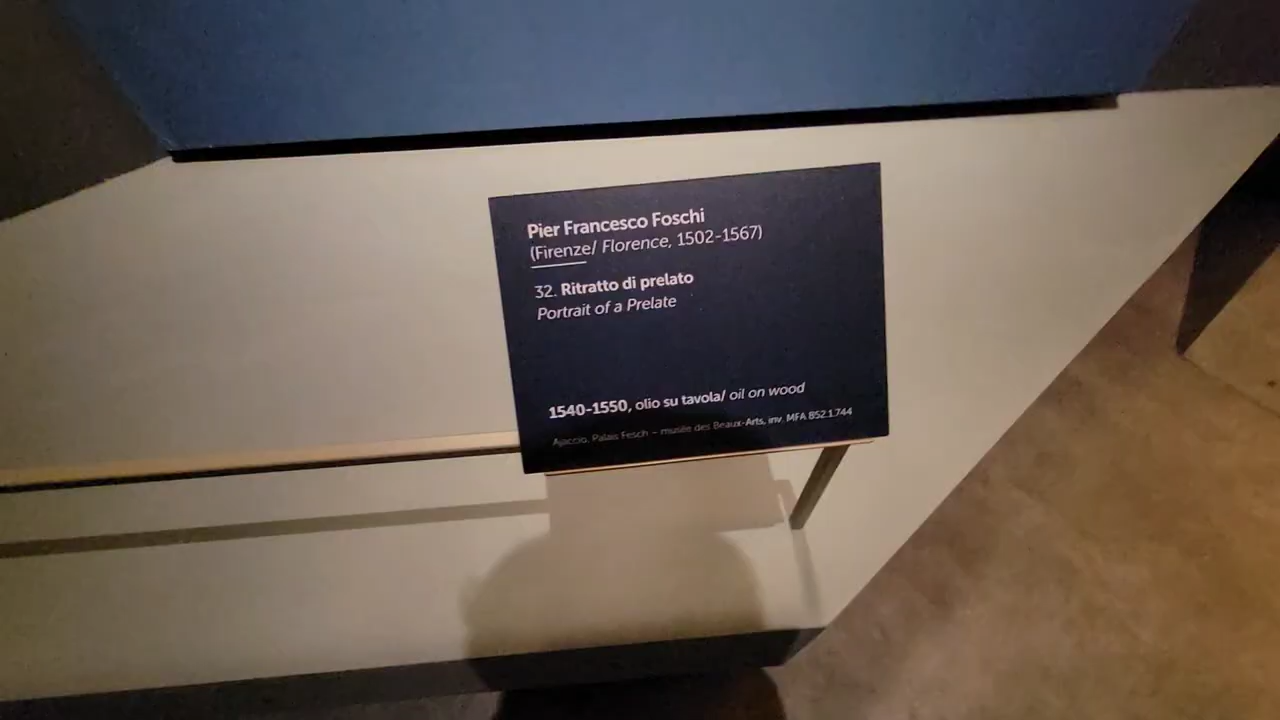 Pier Francesco Foschi
(Firenze/ Florence, 1502-1567)
32. Ritratto di prelato
Portrait of a Prelate
1540-1550, olio su tavola/ oil on wood
Ajaccio, Palais Fesch – musée des Beaux-Arts, inv. MFA 852.1.744